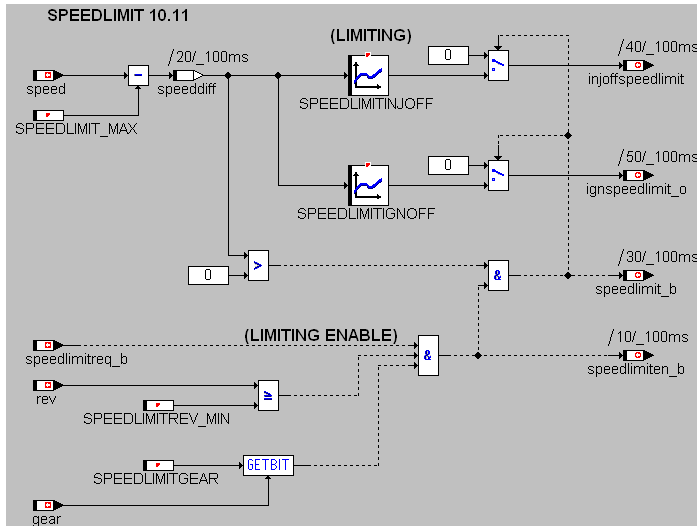 SPEEDLIMIT 10.11
(LIMITING)
/20/_100ms
/40/_100ms
0
speed
speeddiff
injoffspeedlimit
SPEEDLIMITINJOFF
SPEEDLIMIT_MAX
/50/_100ms
0
ignspeedlimit_o
SPEEDLIMITIGNOFF
/30/_100ms
>
0
&
speedlimit_b
(LIMITING ENABLE)
/10/_100ms
speedlimitreq_b
&
speedlimiten_b
rev
≥
SPEEDLIMITREV_MIN
GETBIT
SPEEDLIMITGEAR
gear